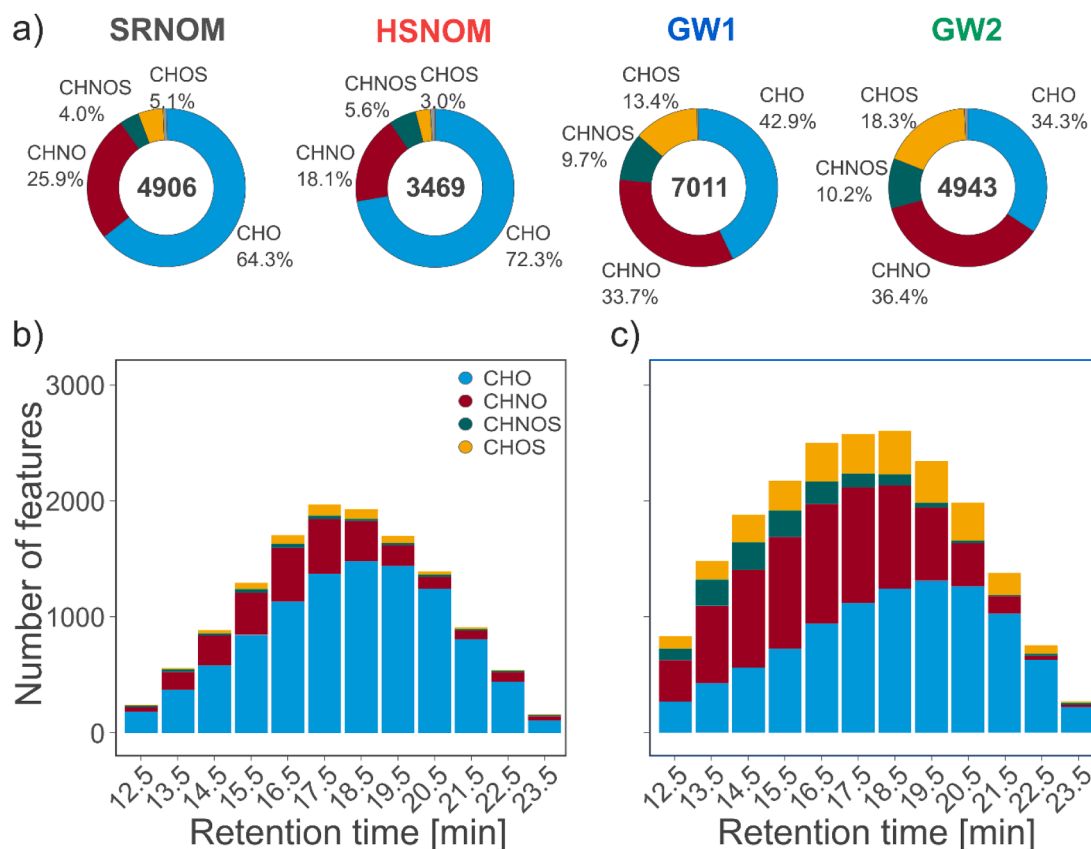 a)
SRNOM
HSNOM
GW1
GW2
CHNOS
4.0%
CHOS
5.1%
CHNO
25.9%
4906
CHO
64.3%
CHNOS
5.6%
CHOS
3.0%
CHNO
18.1%
3469
CHO
72.3%
CHOS
13.4%
CHO
42.9%
CHNOS
9.7%
7011
CHNO
33.7%
CHOS
18.3%
CHO
34.3%
CHNOS
10.2%
4943
CHNO
36.4%
b)
Number of features
3000
2000
1000
0
CHO
CHNO
CHNOS
CHOS
12.5
13.5
14.5
15.5
16.5
17.5
18.5
19.5
20.5
21.5
22.5
23.5
Retention time [min]
c)
12.5
13.5
14.5
15.5
16.5
17.5
18.5
19.5
20.5
21.5
22.5
23.5
Retention time [min]